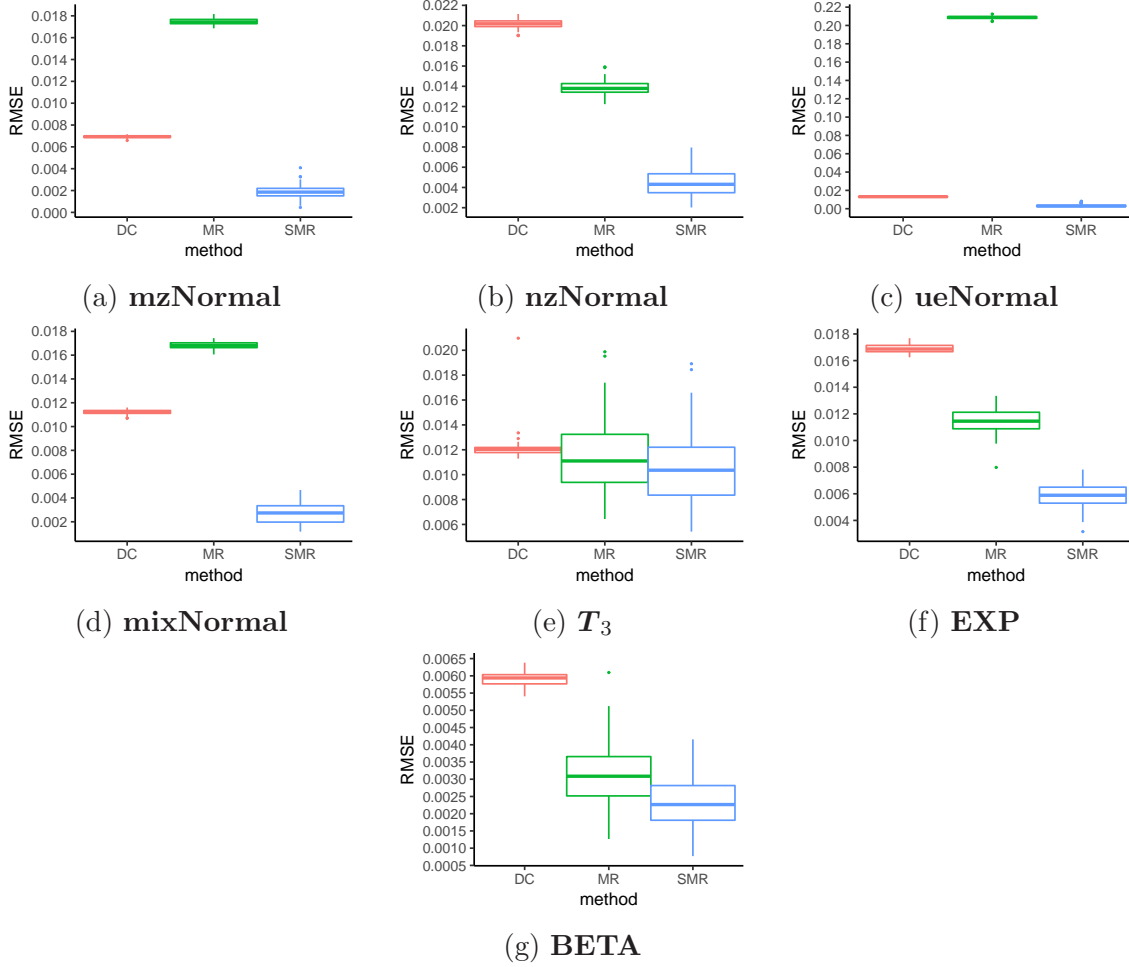 RMSE
0.018
0.016
0.014
0.012
0.010
0.008
0.006
0.004
0.002
0.000
DC MR SMR
method
(a) mzNormal
RMSE
0.022
0.020
0.018
0.016
0.014
0.012
0.010
0.008
0.006
0.004
0.002
DC MR SMR
method
(b) nzNormal
RMSE
0.22
0.20
0.18
0.16
0.14
0.12
0.20
0.08
0.06
0.04
0.02
0.00
DC MR SMR
method
(c) ueNormal
RMSE
0.018
0.016
0.014
0.012
0.010
0.008
0.006
0.004
0.002
DC MR SMR
method
(d) mixNormal
RMSE
0.020
0.018
0.016
0.014
0.012
0.010
0.008
0.006
DC MR SMR
method
(e) T3
RMSE
0.018
0.016
0.014
0.012
0.010
0.008
0.006
0.004
DC MR SMR
method
(f) EXP
RMSE
0.0065
0.0060
0.0055
0.0050
0.0045
0.0040
0.0035
0.0030
0.0025
0.0020
0.0015
0.0010
0.0005
DC MR SMR
method
(g) BETA